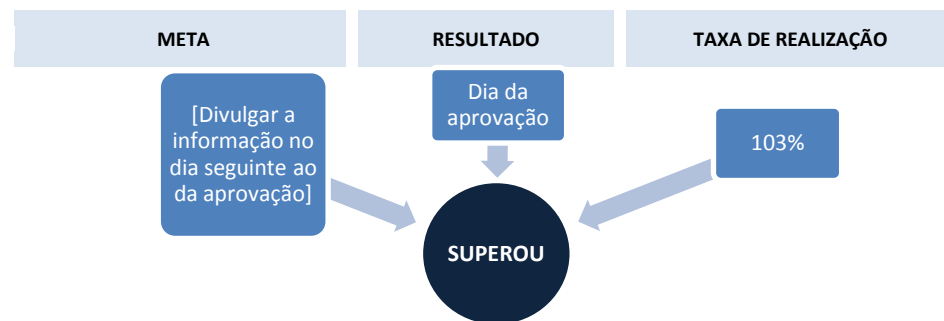 META
RESULTADO
TAXA DE REALIZAÇÃO
[Divulgar a
informação no
dia seguinte ao
da aprovação]
Dia da
aprovação
103%
SUPEROU